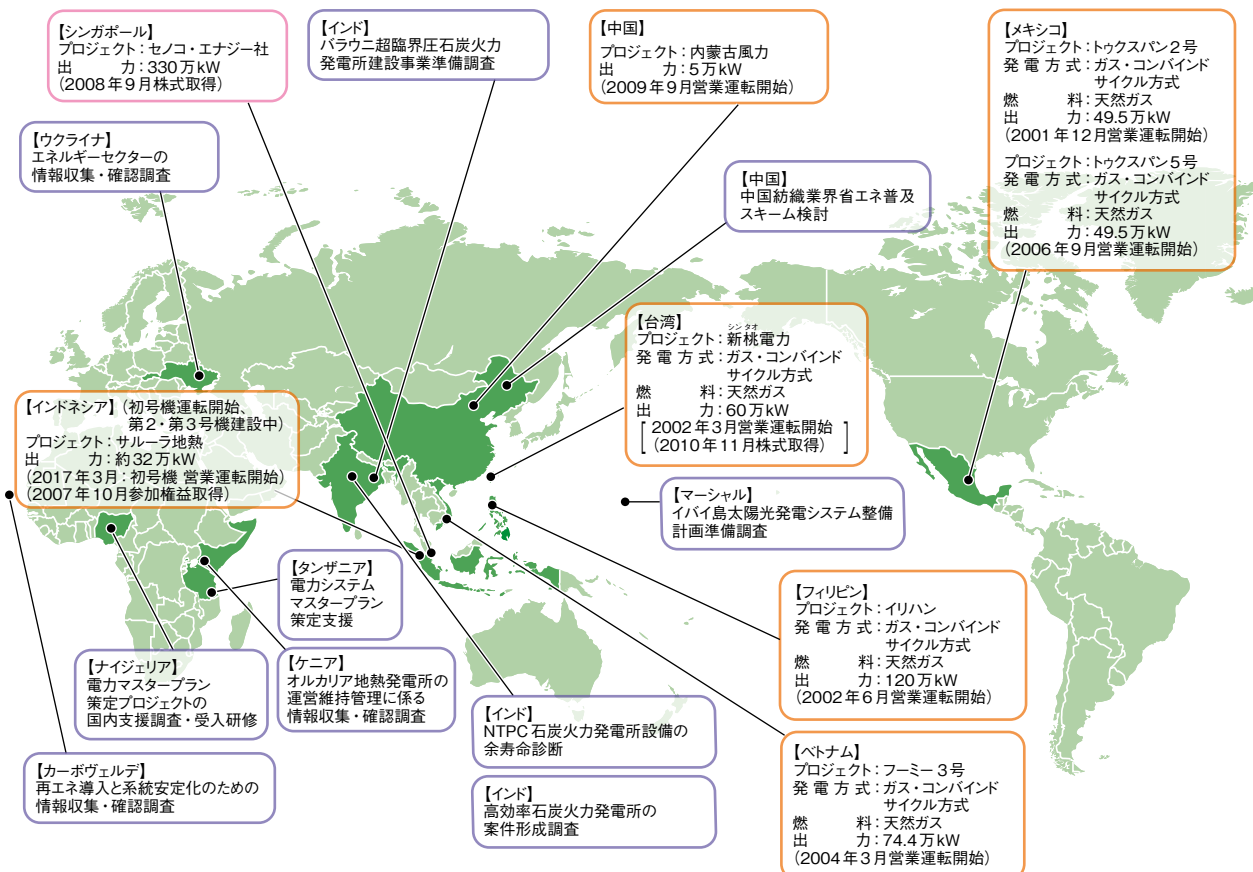 【シンガポール】
プロジェクト：セノコ・エナジー社
出　　　力：330万kW
（2008年9月株式取得）
【インド】
バラウニ超臨界圧石炭火力
発電所建設事業準備調査
【中国】
プロジェクト：内蒙古風力
出　　　力：5万kW
（2009年9月営業運転開始）
【メキシコ】
プロジェクト：トゥクスパン2号
発電方式：ガス・コンバインド
サイクル方式
燃　　　料：天然ガス
出　　　力：49.5万kW
（2001年12月営業運転開始）
プロジェクト：トゥクスパン5号
発電方式：ガス・コンバインド
サイクル方式
燃　　　料：天然ガス
出　　　力：49.5万kW
（2006年9月営業運転開始）
【ウクライナ】
エネルギーセクターの
情報収集・確認調査
【中国】
中国紡織業界省エネ普及
スキーム検討
【台湾】
シンタオ
プロジェクト：新桃電力
発電方式：ガス・コンバインド
サイクル方式
燃　　　料：天然ガス
出　　　力：60万kW
［2002年3月営業運転開始
（2010年11月株式取得）］
【インドネシア】（初号機運転開始、
第2・第3号機建設中）
プロジェクト：サルーラ地熱
出　　　力：約32万kW
（2017年3月：初号機 営業運転開始）
（2007年10月参加権益取得）
【マーシャル】
イバイ島太陽光発電システム整備
計画準備調査
【タンザニア】
電力システム
マスタープラン
策定支援
【フィリピン】
プロジェクト：イリハン
発電方式：ガス・コンバインド
サイクル方式
燃　　　料：天然ガス
出　　　力：120万kW
（2002年6月営業運転開始）
【ナイジェリア】
電力マスタープラン
策定プロジェクトの
国内支援調査・受入研修
【ケニア】
オルカリア地熱発電所の
運営維持管理に係る
情報収集・確認調査
【インド】
NTPC石炭火力発電所設備の
余寿命診断
【カーボヴェルデ】
再エネ導入と系統安定化のための
情報収集・確認調査
【インド】
高効率石炭火力発電所の
案件形成調査
【ベトナム】
プロジェクト：フーミー3号
発電方式：ガス・コンバインド
サイクル方式
燃　　　料：天然ガス
出　　　力：74.4万kW
（2004年3月営業運転開始）